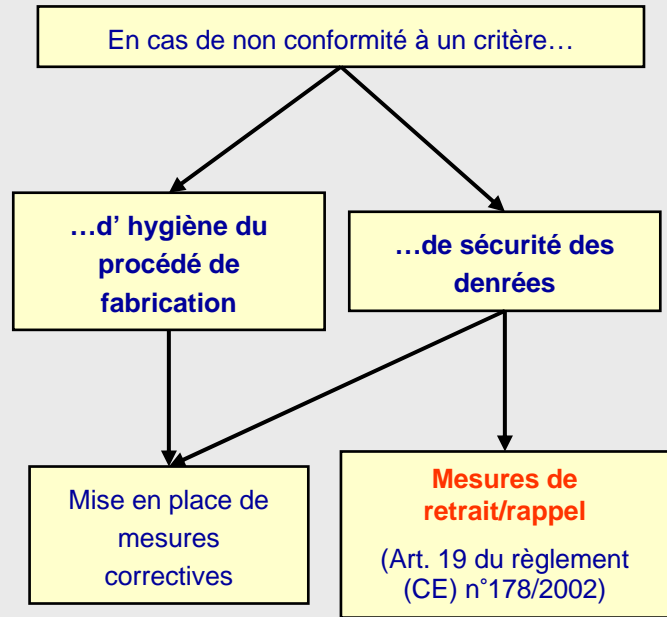 En cas de non conformité à un critère…
…d’ hygiène du
procédé de
fabrication
…de sécurité des
denrées
Mise en place de
mesures
correctives
Mesures de
retrait/rappel
(Art. 19 du règlement
(CE) n°178/2002)